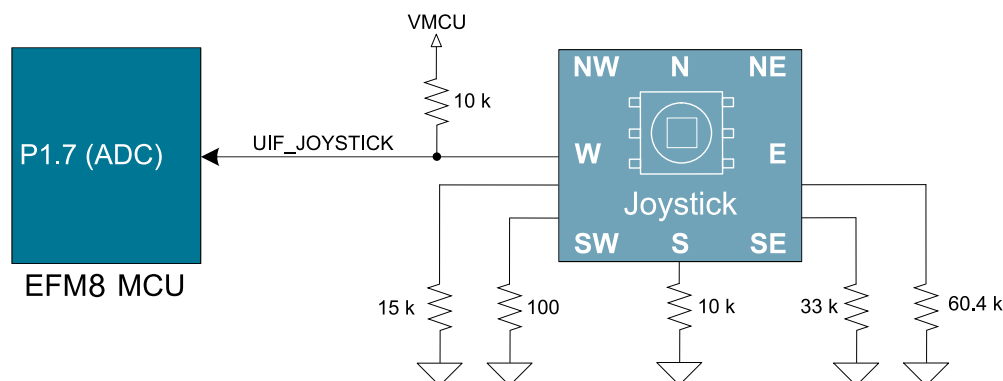 VMCU
NW N NE
10 k
P1.7 (ADC)
UIF_JOYSTICK
W E
Joystick
SW S SE
EFM8 MCU
15 k
100
10 k
33 k
60.4 k